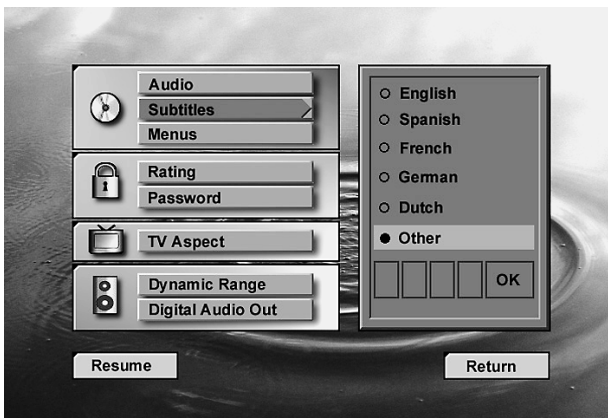 Audio
Subtitles
Menus
Rating
Password
TV Aspect
Dynamic Range
Digital Audio Out
English
Spanish
French
German
Dutch
Other
OK
Resume
Return